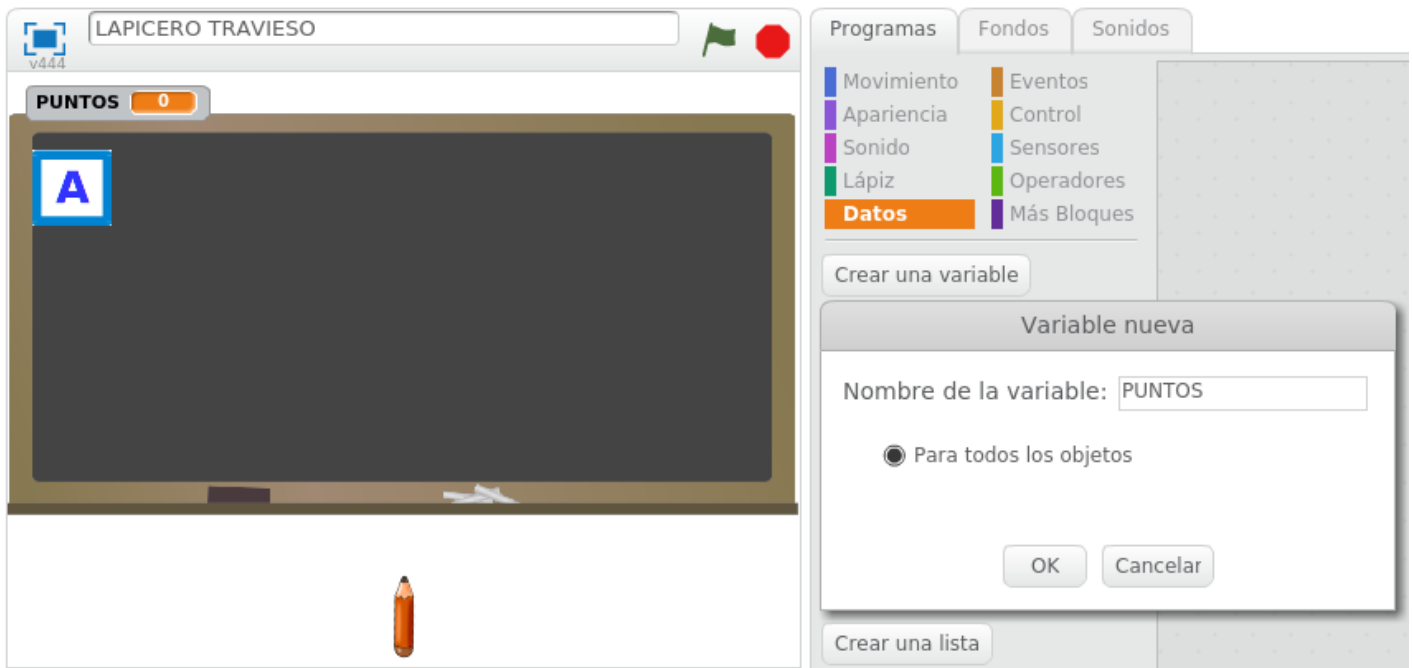 LAPICERO TRAVIESO
v444
PUNTOS 0
A
Programas Fondos Sonidos
Movimiento Eventos
Apariencia Control
Sonido Sensores
Lápiz Operadores
Datos Más Bloques
Crear una variable
Variable nueva
Nombre de la variable: PUNTOS
Para todos los objetos
OK Cancelar
Crear una lista